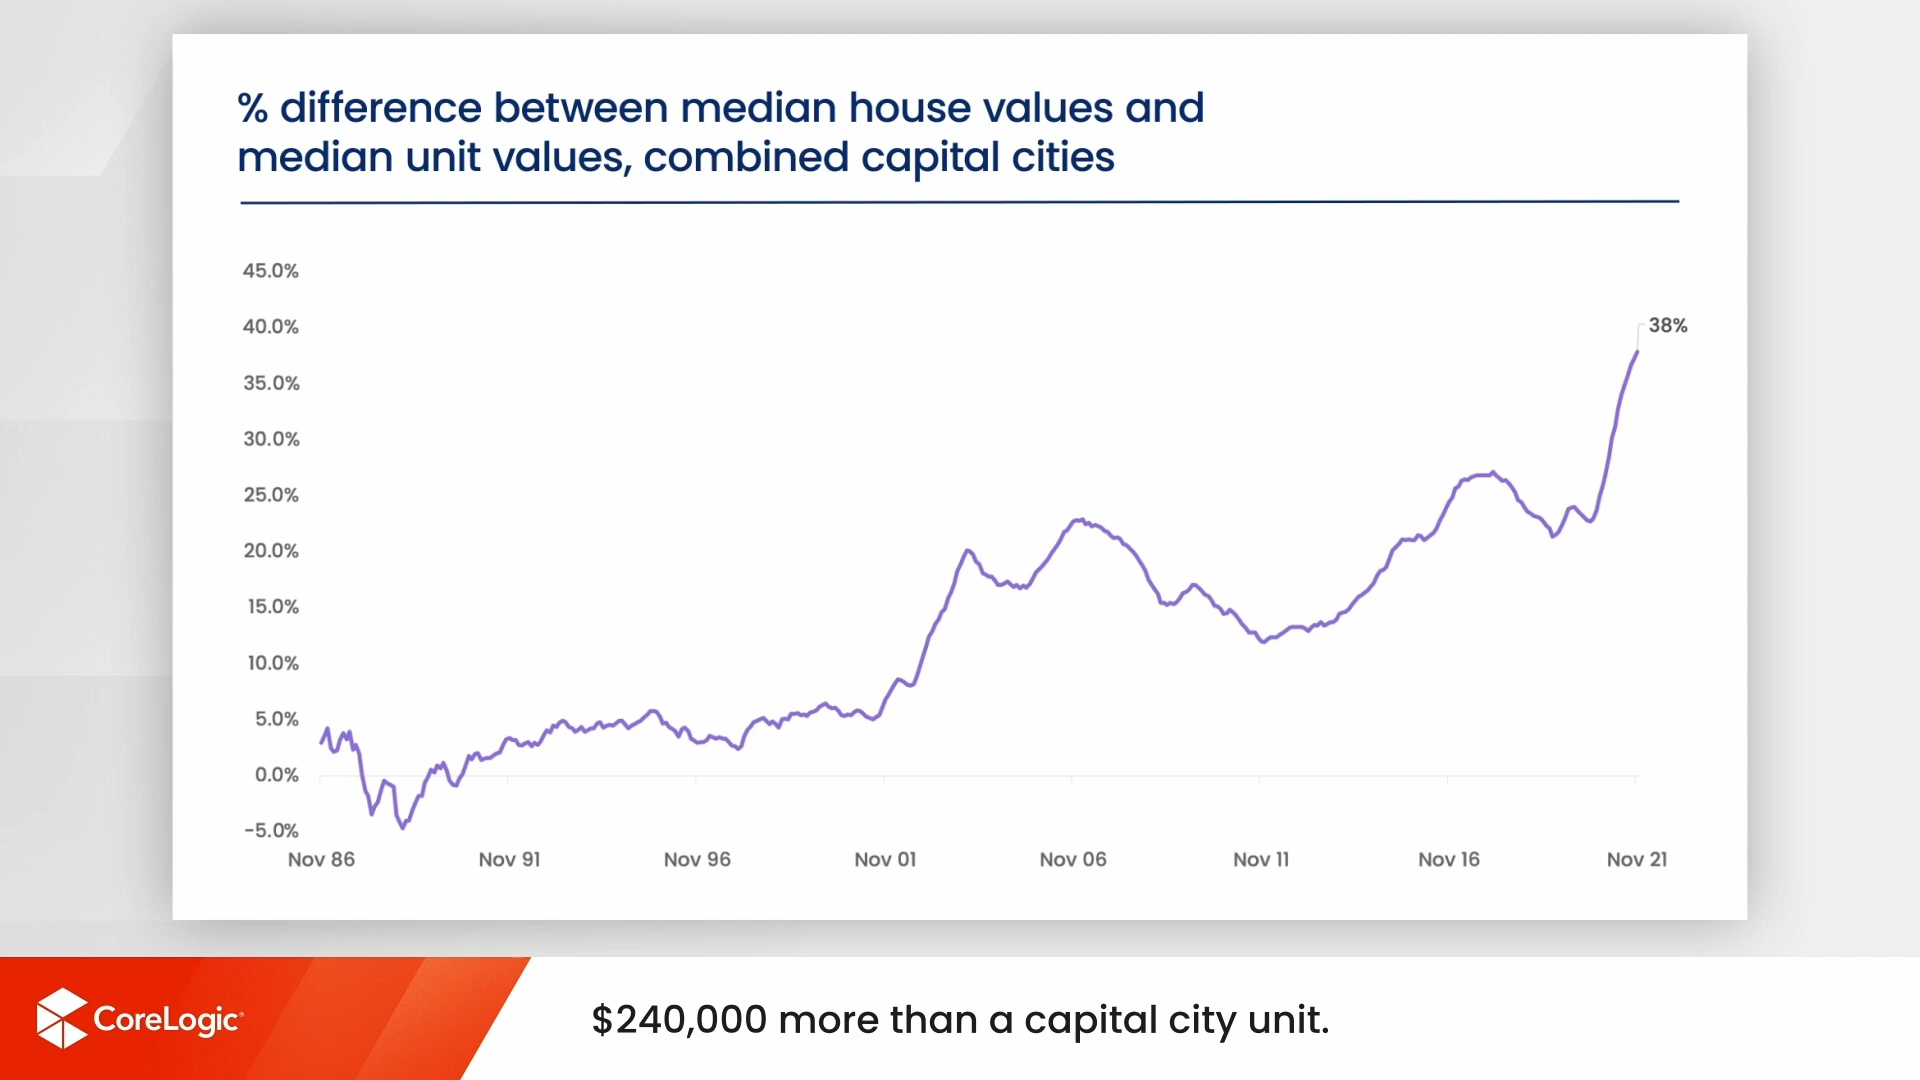 % difference between median house values and
median unit values, combined capital cities
45.0%
40.0%
38%
35.0%
30.0%
25.0%
20.0%
15.0%
10.0%
5.0%
0.0%
-5.0%
Nov 86 Nov 91 Nov 96 Nov 01 Nov 06 Nov 11 Nov 16 Nov 21
CoreLogic
$240,000 more than a capital city unit.